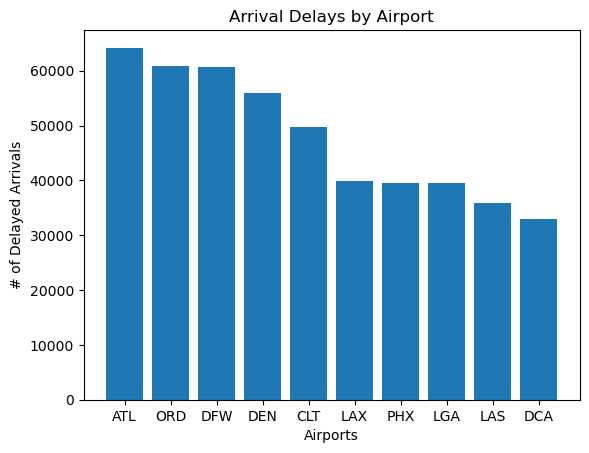 Arrival Delays by Airport
# of Delayed Arrivals
60000
50000
40000
30000
20000
10000
0
ATL ORD DFW DEN CLT LAX PHX LGA LAS DCA
Airports